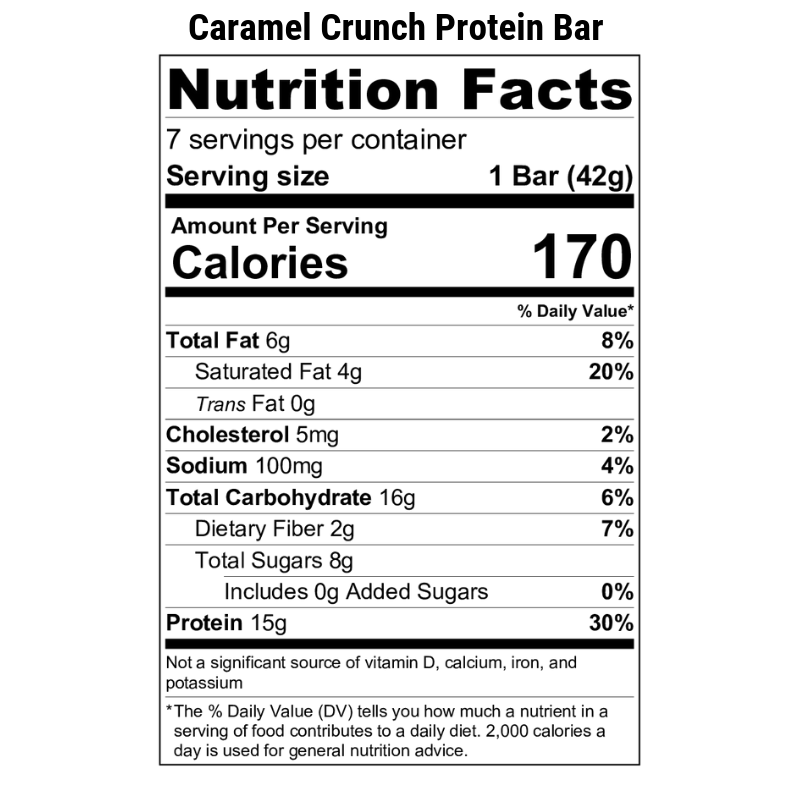 Caramel Crunch Protein Bar
Nutrition Facts
7 servings per container
Serving size 1 Bar (42g)
Amount Per Serving
Calories 170
% Daily Value*
Total Fat 6g 8%
Saturated Fat 4g 20%
Trans Fat 0g
Cholesterol 5mg 2%
Sodium 100mg 4%
Total Carbohydrate 16g 6%
Dietary Fiber 2g 7%
Total Sugars 8g
Includes 0g Added Sugars 0%
Protein 15g 30%
Not a significant source of vitamin D, calcium, iron, and
potassium
*The % Daily Value (DV) tells you how much a nutrient in a
serving of food contributes to a daily diet. 2,000 calories a
day is used for general nutrition advice.